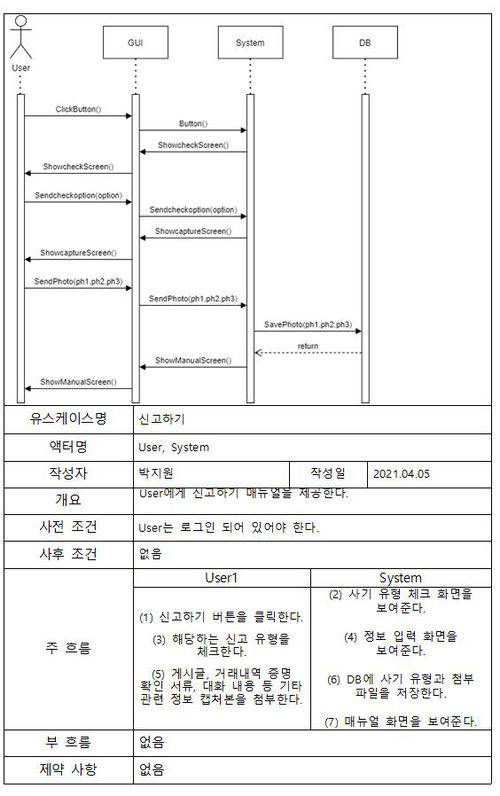 GUI
System
DB
User
ClickButton()
Button()
ShowcheckScreen()
ShowcheckScreen()
Sendcheckoption(option)
Sendcheckoption(option)
ShowcaptureScreen()
ShowcaptureScreen()
SendPhoto(ph1.ph2.ph3)
SendPhoto(ph1.ph2.ph3)
SavePhoto(ph1.ph2.ph3)
return
ShowManualScreen()
ShowManualScreen()
유스케이스명 신고하기
액터명 User, System
작성자 박지원 작성일 2021.04.05
개요 User에게 신고하기 매뉴얼을 제공한다.
사전 조건 User는 로그인 되어 있어야 한다.
사후 조건 없음
주 흐름
User1
(1) 신고하기 버튼을 클릭한다.
(3) 해당하는 신고 유형을
체크한다.
(5) 게시글, 거래내역 증명
확인 서류, 대화 내용 등 기타
관련 정보 캡처본을 첨부한다.
System
(2) 사기 유형 체크 화면을
보여준다.
(4) 정보 입력 화면을
보여준다.
(6) DB에 사기 유형과 첨부
파일을 저장한다.
(7) 매뉴얼 화면을 보여준다.
부 흐름 없음
제약 사항 없음